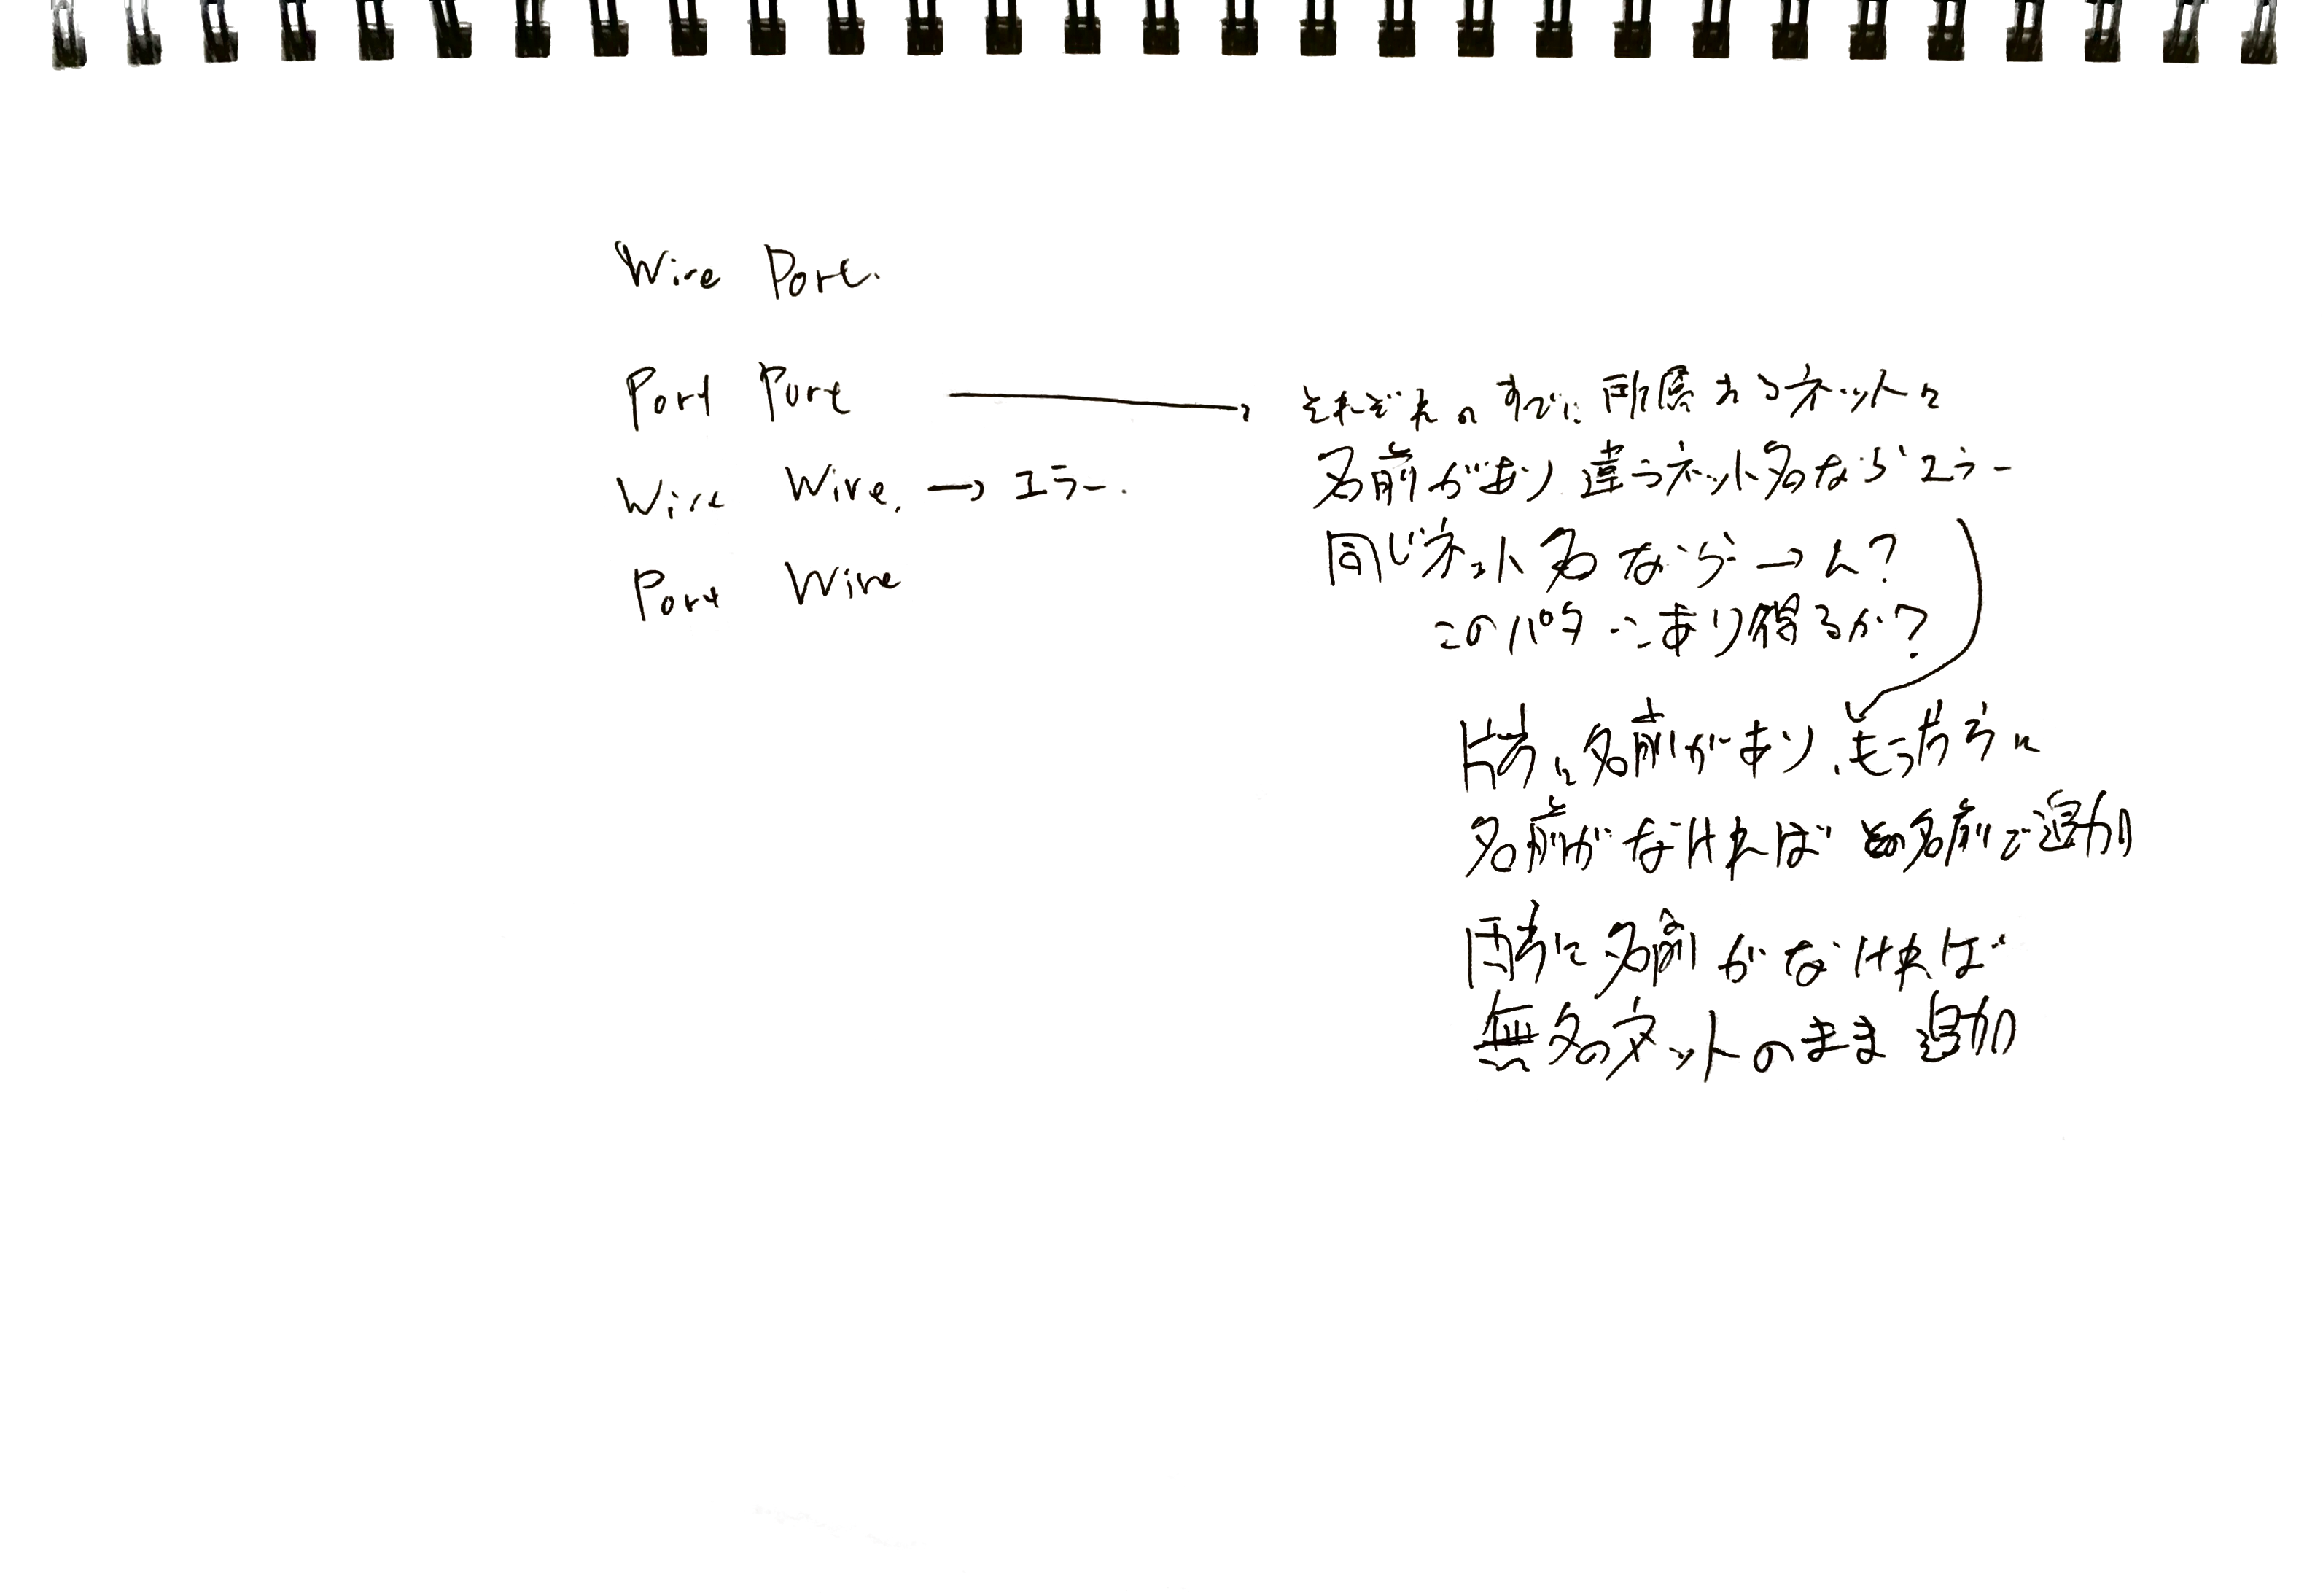 Wire Port.
Port Port → それぞれのすでに所属するネットに
名前があり違うネット名ならエラー
Wire Wire. → エラー.
同じネット名なら → ん?
Port Wire
このパターンあり得るか?
片方に名前があり、もう片方に
名前がなければ 名前で追加
両方に名前がなければ
無名のネットのまま追加